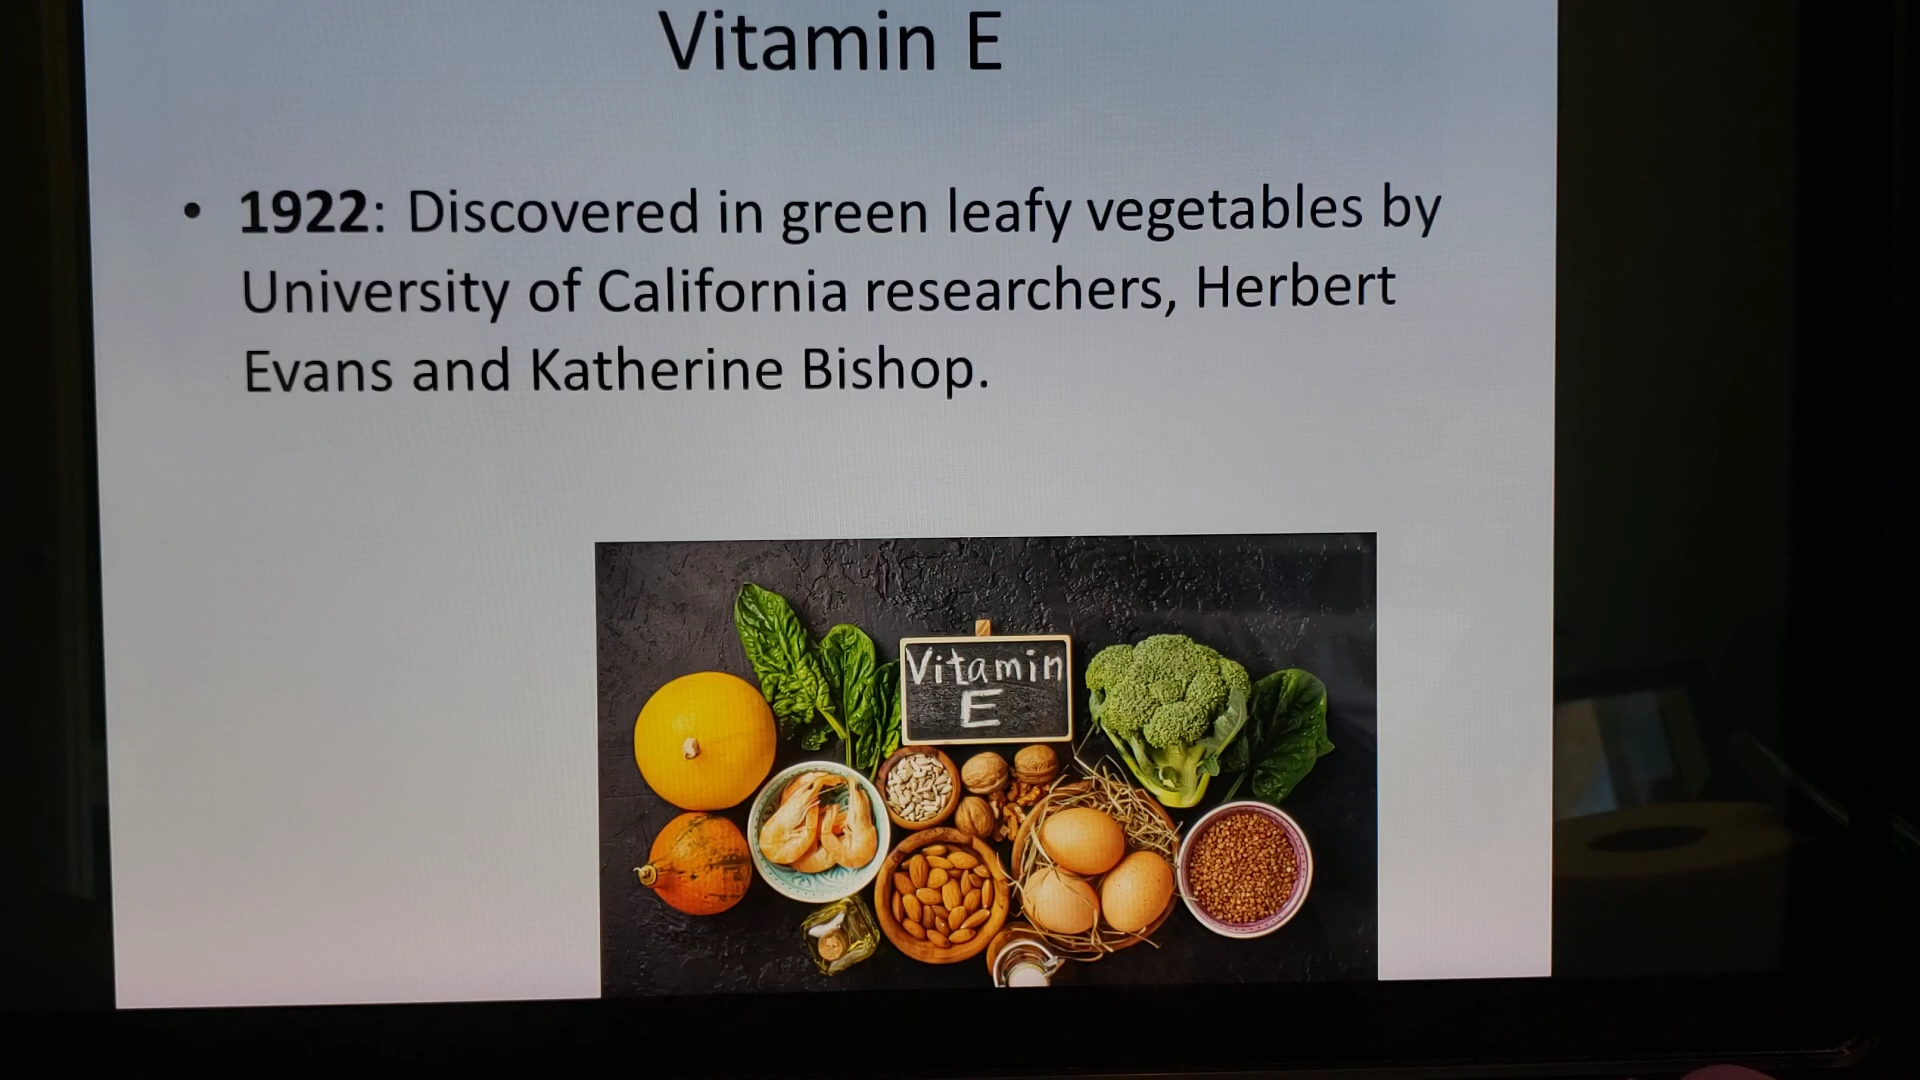 Vitamin E
• 1922: Discovered in green leafy vegetables by
University of California researchers, Herbert
Evans and Katherine Bishop.
Vitamin
E